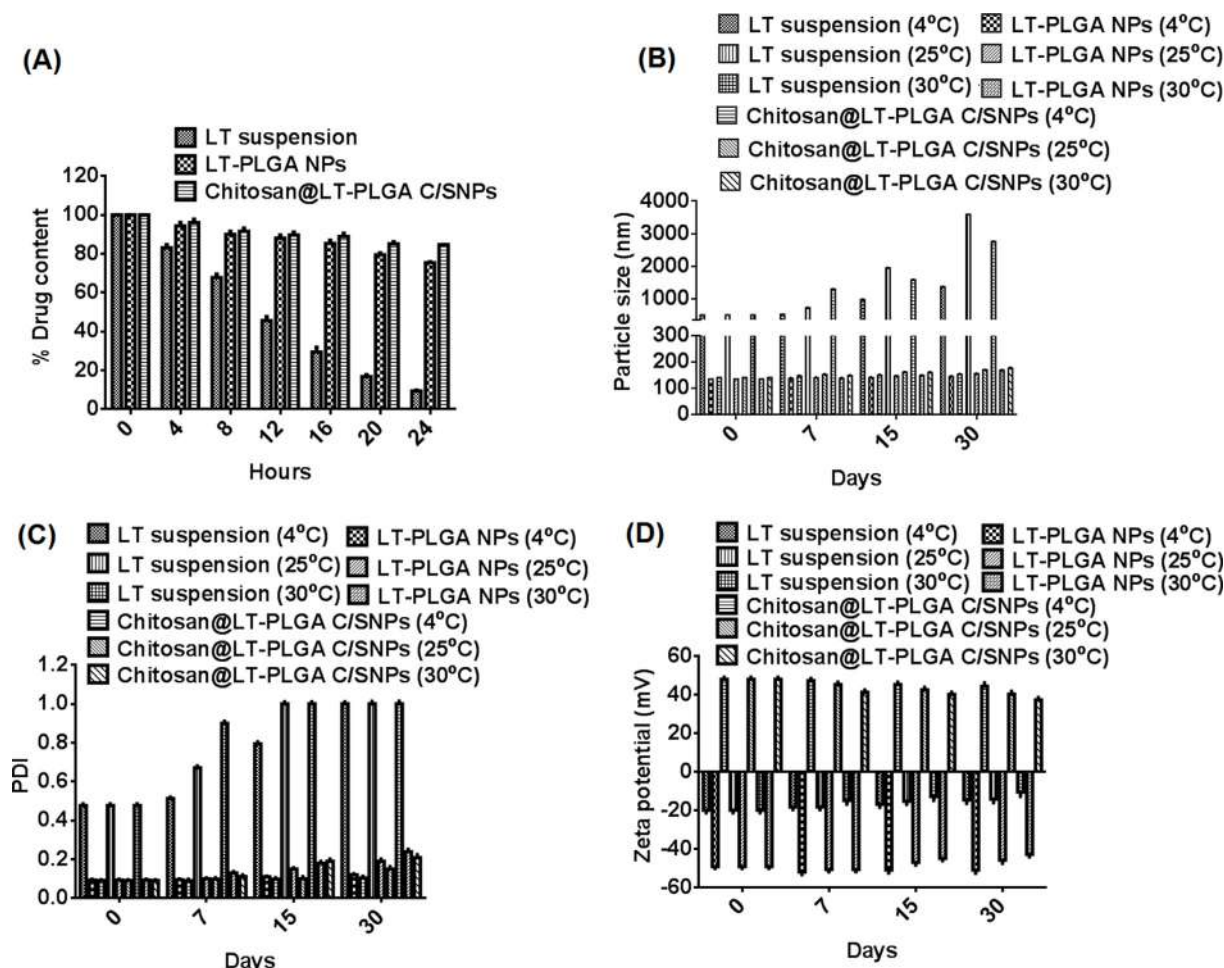 (A)
LT suspension
LT-PLGA NPs
Chitosan@LT-PLGA C/SNPs
% Drug content
120
100
80
60
40
20
0
0 4 8 12 16 20 24
Hours
(B)
LT suspension (4°C) LT-PLGA NPs (4°C)
LT suspension (25°C) LT-PLGA NPs (25°C)
LT suspension (30°C) LT-PLGA NPs (30°C)
Chitosan@LT-PLGA C/SNPs (4°C)
Chitosan@LT-PLGA C/SNPs (25°C)
Chitosan@LT-PLGA C/SNPs (30°C)
Particle size (nm)
4000
3000
2000
1000
300
200
100
0
0 7 15 30
Days
(C)
LT suspension (4°C) LT-PLGA NPs (4°C)
LT suspension (25°C) LT-PLGA NPs (25°C)
LT suspension (30°C) LT-PLGA NPs (30°C)
Chitosan@LT-PLGA C/SNPs (4°C)
Chitosan@LT-PLGA C/SNPs (25°C)
Chitosan@LT-PLGA C/SNPs (30°C)
PDI
1.2
1.0
0.8
0.6
0.4
0.2
0.0
0 7 15 30
Days
(D)
LT suspension (4°C) LT-PLGA NPs (4°C)
LT suspension (25°C) LT-PLGA NPs (25°C)
LT suspension (30°C) LT-PLGA NPs (30°C)
Chitosan@LT-PLGA C/SNPs (4°C)
Chitosan@LT-PLGA C/SNPs (25°C)
Chitosan@LT-PLGA C/SNPs (30°C)
Zeta potential (mV)
60
40
20
0
-20
-40
-60
0 7 15 30
Days